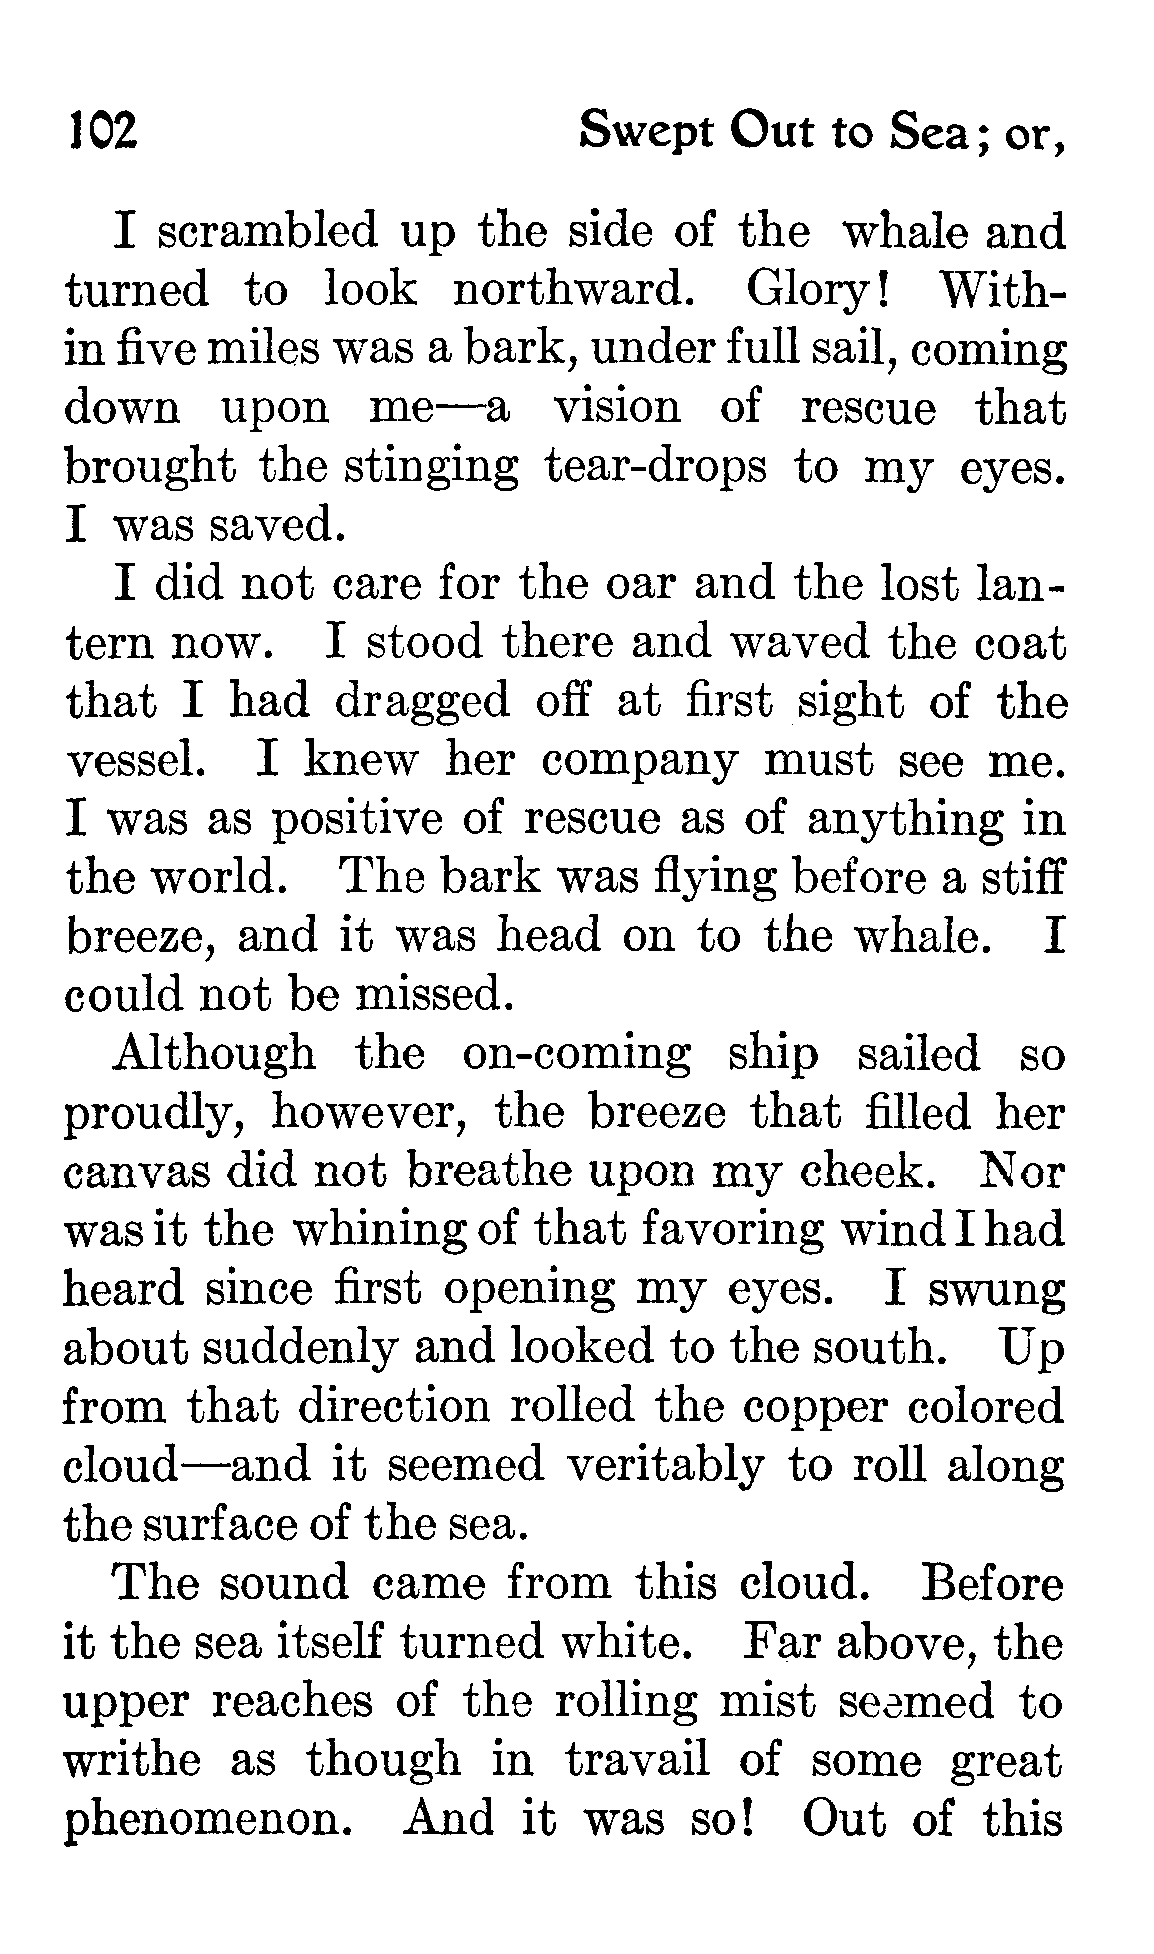 102 Swept Out to Sea; or,
I scrambled up the side of the whale and
turned to look northward. Glory! With-
in five miles was a bark, under full sail, coming
down upon me—a vision of rescue that
brought the stinging tear-drops to my eyes.
I was saved.
I did not care for the oar and the lost lan-
tern now. I stood there and waved the coat
that I had dragged off at first sight of the
vessel. I knew her company must see me.
I was as positive of rescue as of anything in
the world. The bark was flying before a stiff
breeze, and it was head on to the whale. I
could not be missed.
Although the on-coming ship sailed so
proudly, however, the breeze that filled her
canvas did not breathe upon my cheek. Nor
was it the whining of that favoring wind I had
heard since first opening my eyes. I swung
about suddenly and looked to the south. Up
from that direction rolled the copper colored
cloud—and it seemed veritably to roll along
the surface of the sea.
The sound came from this cloud. Before
it the sea itself turned white. Far above, the
upper reaches of the rolling mist seemed to
writhe as though in travail of some great
phenomenon. And it was so! Out of this